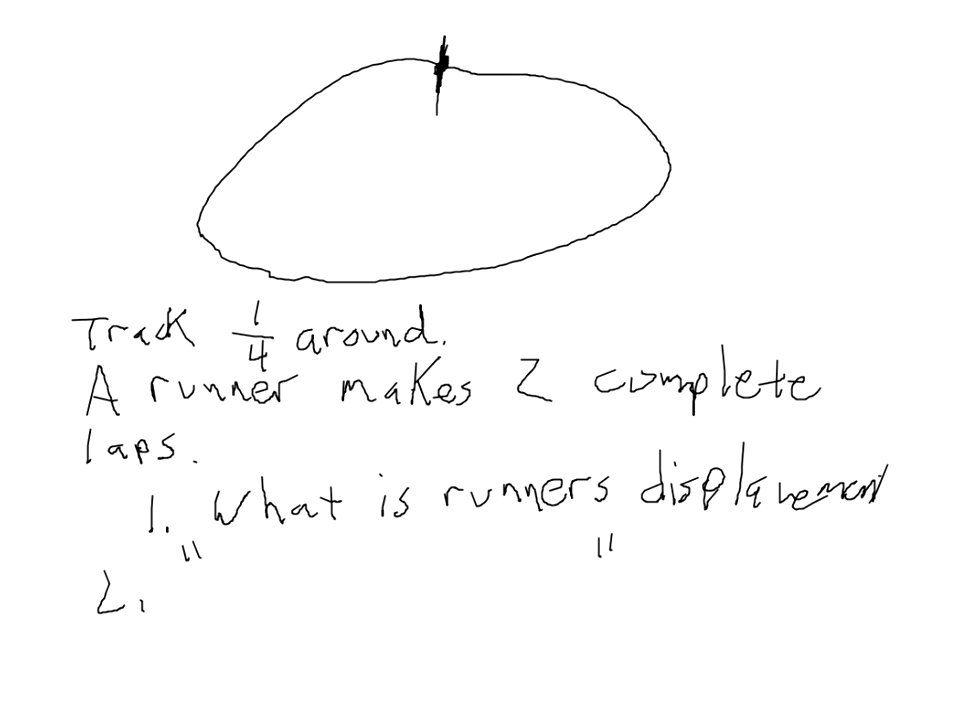 Track 1/4 around.
A runner makes 2 complete
laps.
1. What is runners displacement
" "
2.